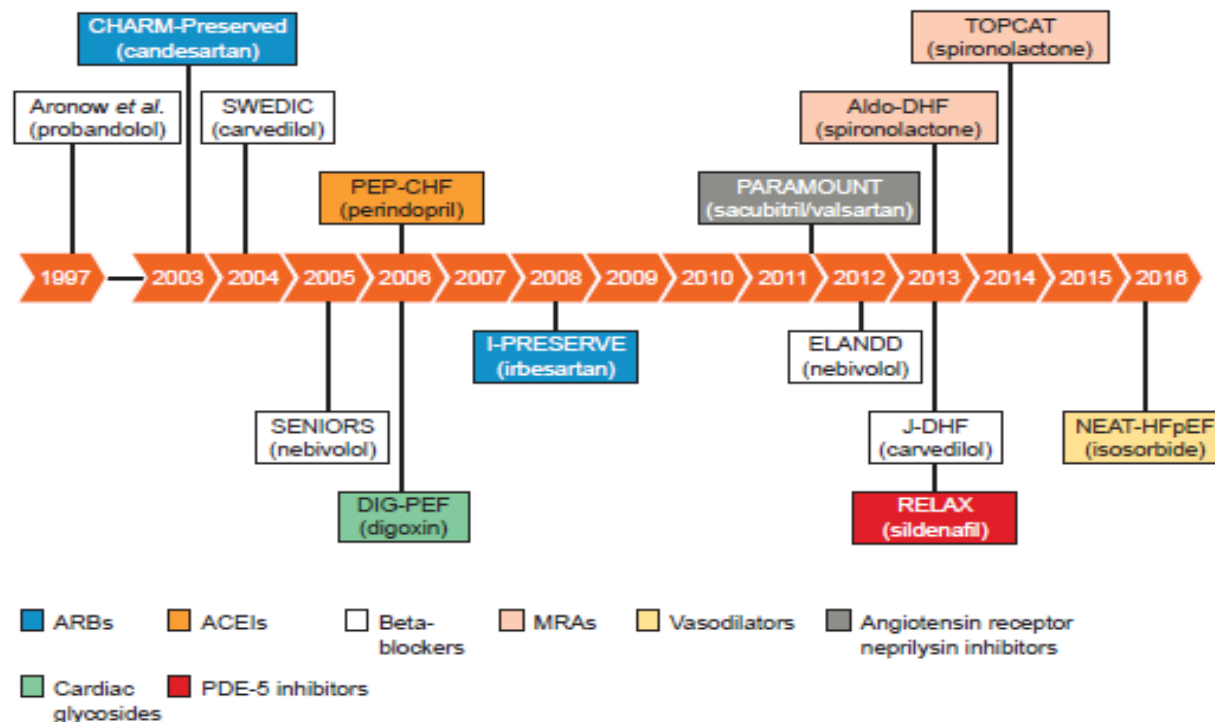 CHARM-Preserved
(candesartan)
TOPCAT
(spironolactone)
Aronow et al.
(probandolol)
SWEDIC
(carvedilol)
Aldo-DHF
(spironolactone)
PEP-CHF
(perindopril)
PARAMOUNT
(sacubitril/valsartan)
1997 2003 2004 2005 2006 2007 2008 2009 2010 2011 2012 2013 2014 2015 2016
I-PRESERVE
(irbesartan)
ELANDD
(nebivolol)
SENIORS
(nebivolol)
J-DHF
(carvedilol)
NEAT-HFpEF
(isosorbide)
DIG-PEF
(digoxin)
RELAX
(sildenafil)
ARBs
ACEIs
Beta-
blockers
MRAs
Vasodilators
Angiotensin receptor
neprilysin inhibitors
Cardiac
glycosides
PDE-5 inhibitors